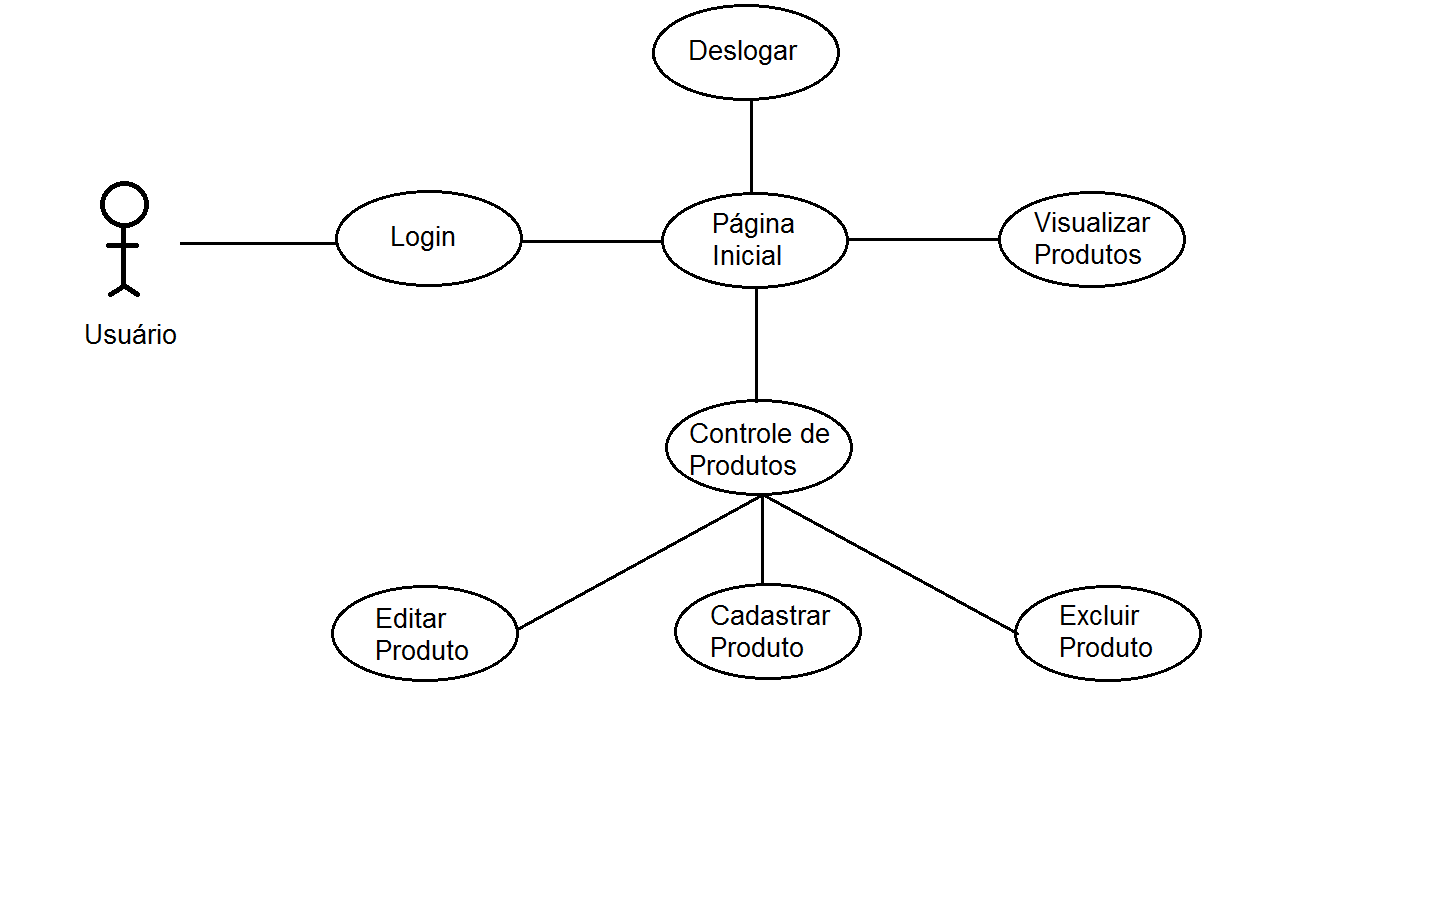 Deslogar
Login
Página
Inicial
Visualizar
Produtos
Usuário
Controle de
Produtos
Editar
Produto
Cadastrar
Produto
Excluir
Produto